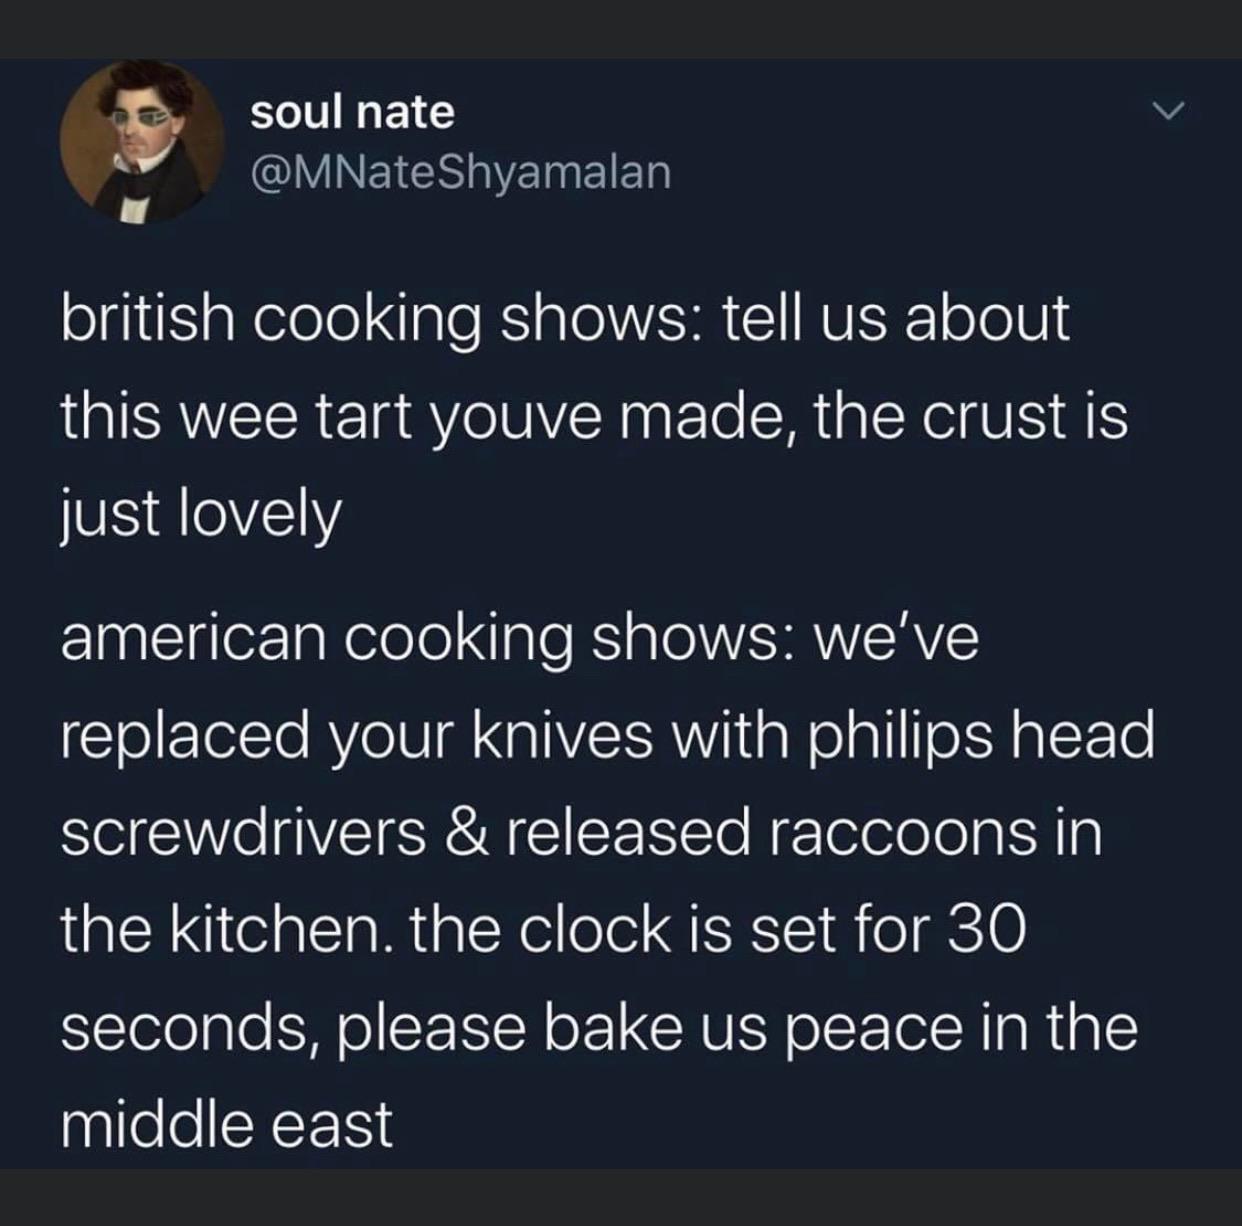 soul nate
@MNateShyamalan
british cooking shows: tell us about
this wee tart youve made, the crust is
just lovely
american cooking shows: we've
replaced your knives with philips head
screwdrivers & released raccoons in
the kitchen. the clock is set for 30
seconds, please bake us peace in the
middle east